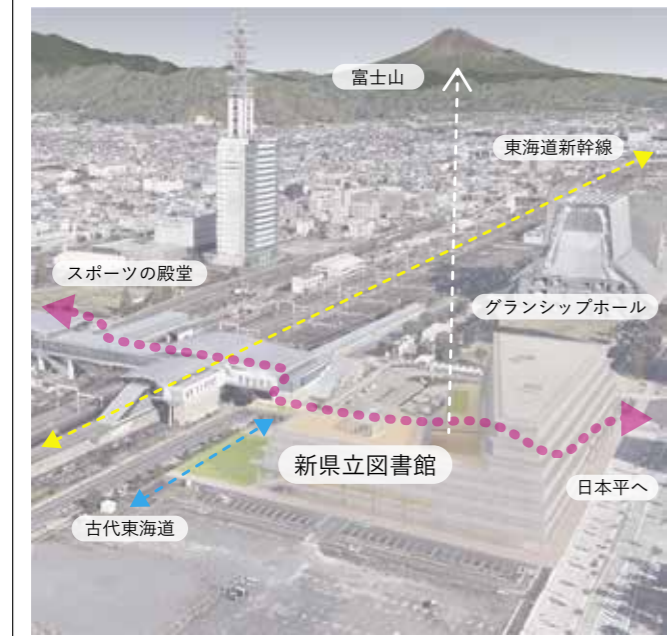 富士山
東海道新幹線
スポーツの殿堂
グランシップホール
新県立図書館
日本平へ
古代東海道